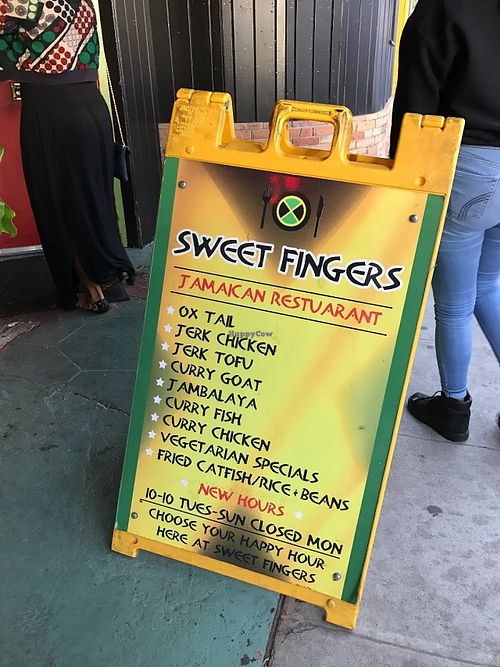 SWEET FINGERS
JAMAICAN RESTUARANT
OX TAIL
JERK CHICKEN
JERK TOFU
CURRY GOAT
JAMBALAYA
CURRY FISH
CURRY CHICKEN
VEGETARIAN SPECIALS
FRIED CATFISH/RICE+BEANS
NEW HOURS
10-10 TUES-SUN CLOSED MON
CHOOSE YOUR HAPPY HOUR
HERE AT SWEET FINGERS
HappyCow